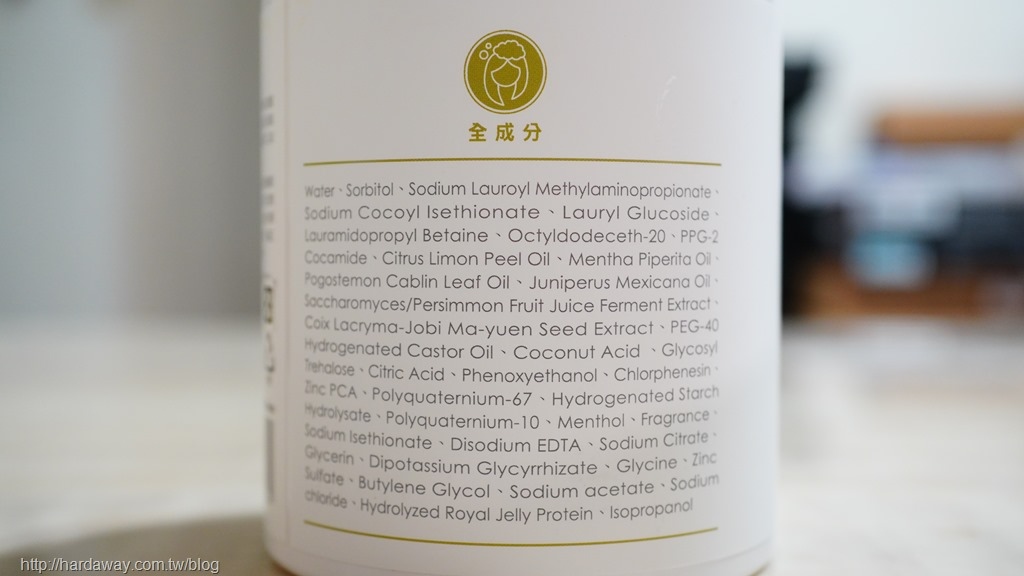 全成分
Water、Sorbitol、Sodium Lauroyl Methylaminopropionate、
Sodium Cocoyl Isethionate、Lauryl Glucoside、
Lauramidopropyl Betaine、Octyldodeceth-20、PPG-2
Cocamide、Citrus Limon Peel Oil、Mentha Piperita Oil、
Pogostemon Cablin Leaf Oil、Juniperus Mexicana Oil、
Saccharomyces/Persimmon Fruit Juice Ferment Extract、
Coix Lacryma-Jobi Ma-yuen Seed Extract、PEG-40
Hydrogenated Castor Oil、Coconut Acid 、Glycosyl
Trehalose、Citric Acid、Phenoxyethanol、Chlorphenesin、
Zinc PCA、Polyquaternium-67、Hydrogenated Starch
Hydrolysate、Polyquaternium-10、Menthol、Fragrance、
Sodium Isethionate、Disodium EDTA、Sodium Citrate、
Glycerin、Dipotassium Glycyrrhizate、Glycine、Zinc
Sulfate、Butylene Glycol、Sodium acetate、Sodium
chloride、Hydrolyzed Royal Jelly Protein、Isopropanol
http://hardaway.com.tw/blog